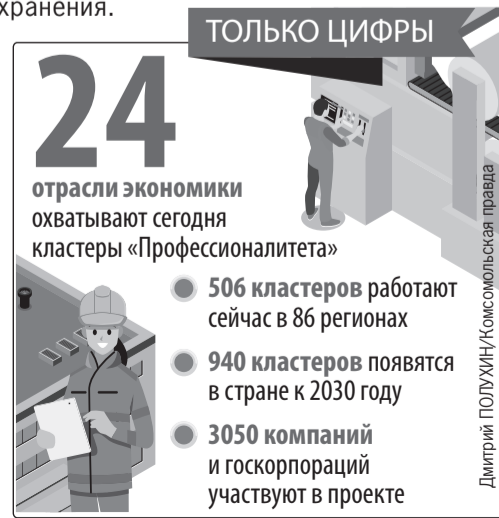 хранения.
ТОЛЬКО ЦИФРЫ
24
отрасли экономики
охватывают сегодня
кластеры «Профессионалитета»
506 кластеров работают
сейчас в 86 регионах
940 кластеров появятся
в стране к 2030 году
3050 компаний
и госкорпораций
участвуют в проекте
Дмитрий ПОЛУХИН/Комсомольская правда